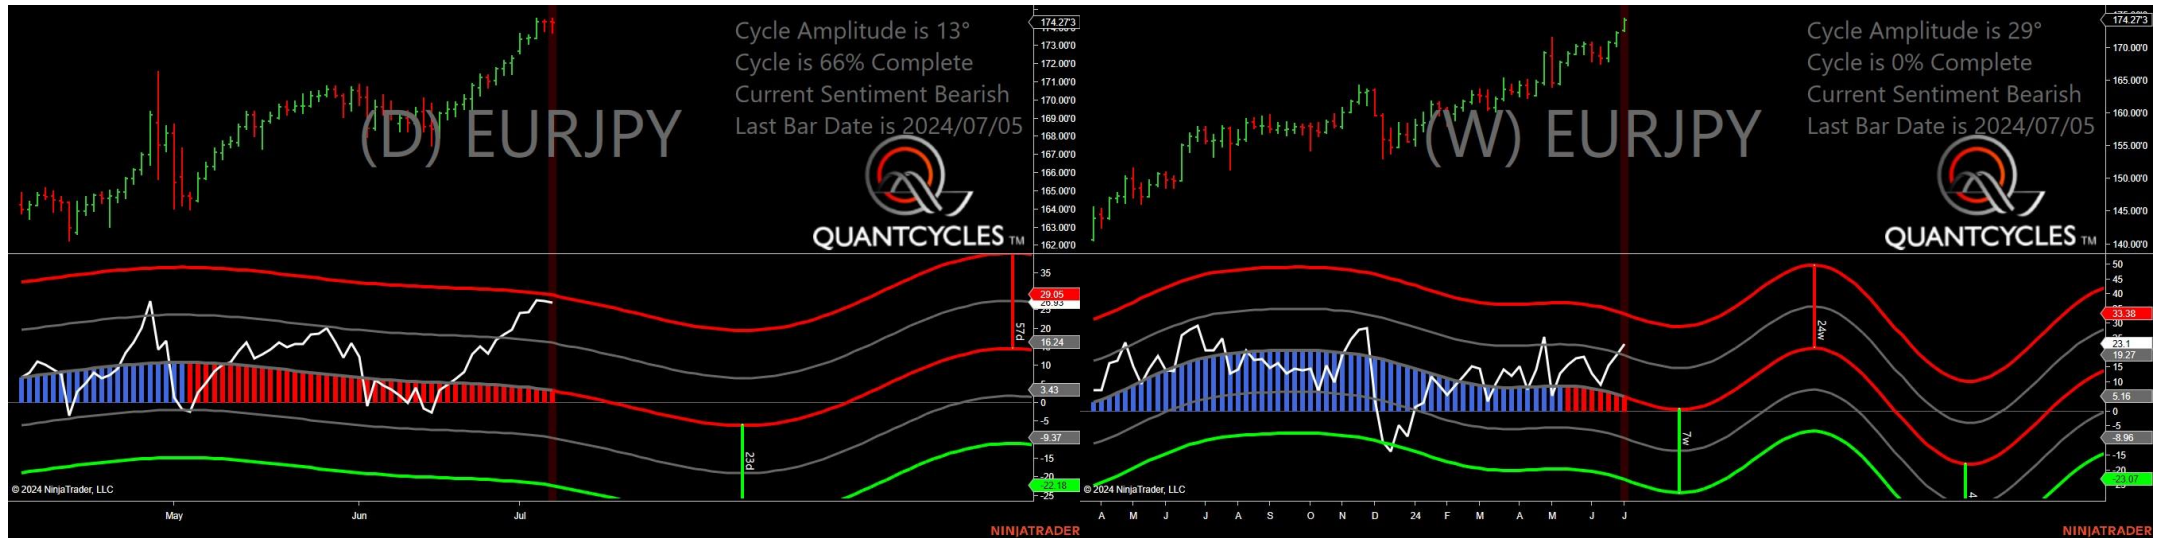 Cycle Amplitude is 13°
Cycle is 66% Complete
Current Sentiment Bearish
Last Bar Date is 2024/07/05
(D) EURJPY
QUANTCYCLES TM
174.27'3
173.00'0
172.00'0
171.00'0
170.00'0
169.00'0
168.00'0
167.00'0
166.00'0
165.00'0
164.00'0
163.00'0
162.00'0
35
29.05
26.93
25
20
16.24
10
3.43
0
-5
-9.37
-15
-22.18
-25
57d
23d
© 2024 NinjaTrader, LLC
May Jun Jul
NINJATRADER
Cycle Amplitude is 29°
Cycle is 0% Complete
Current Sentiment Bearish
Last Bar Date is 2024/07/05
(W) EURJPY
QUANTCYCLES TM
174.27'3
170.00'0
165.00'0
160.00'0
155.00'0
150.00'0
145.00'0
140.00'0
50
45
40
33.38
30
23.1
19.27
15
10
5.16
0
-8.96
-15
-20
-23.07
24w
7w
4
© 2024 NinjaTrader, LLC
A M J J A S O N D 24 F M A M J J
NINJATRADER